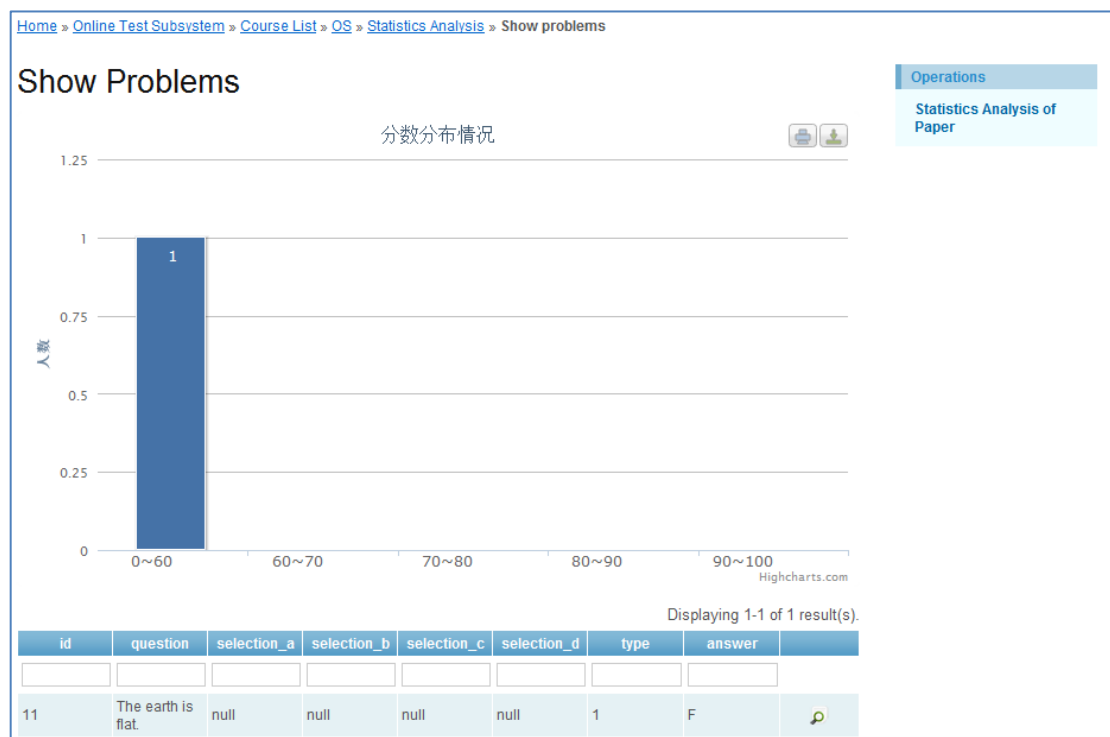 Home » Online Test Subsystem » Course List » OS » Statistics Analysis » Show problems
Show Problems
Operations
Statistics Analysis of
Paper
分数分布情况
1.25
1
0.75
0.5
0.25
0
人数
1
0~60 60~70 70~80 80~90 90~100
Highcharts.com
Displaying 1-1 of 1 result(s).
id question selection_a selection_b selection_c selection_d type answer
11 The earth is flat. null null null null 1 F